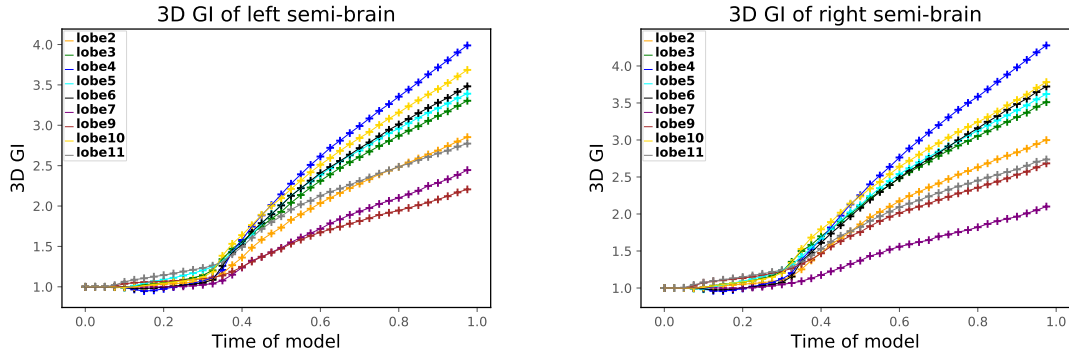 3D GI of left semi-brain
3D GI
4.0
3.5
3.0
2.5
2.0
1.5
1.0
lobe2
lobe3
lobe4
lobe5
lobe6
lobe7
lobe9
lobe10
lobe11
0.0 0.2 0.4 0.6 0.8 1.0
Time of model
3D GI of right semi-brain
3D GI
4.0
3.5
3.0
2.5
2.0
1.5
1.0
lobe2
lobe3
lobe4
lobe5
lobe6
lobe7
lobe9
lobe10
lobe11
0.0 0.2 0.4 0.6 0.8 1.0
Time of model